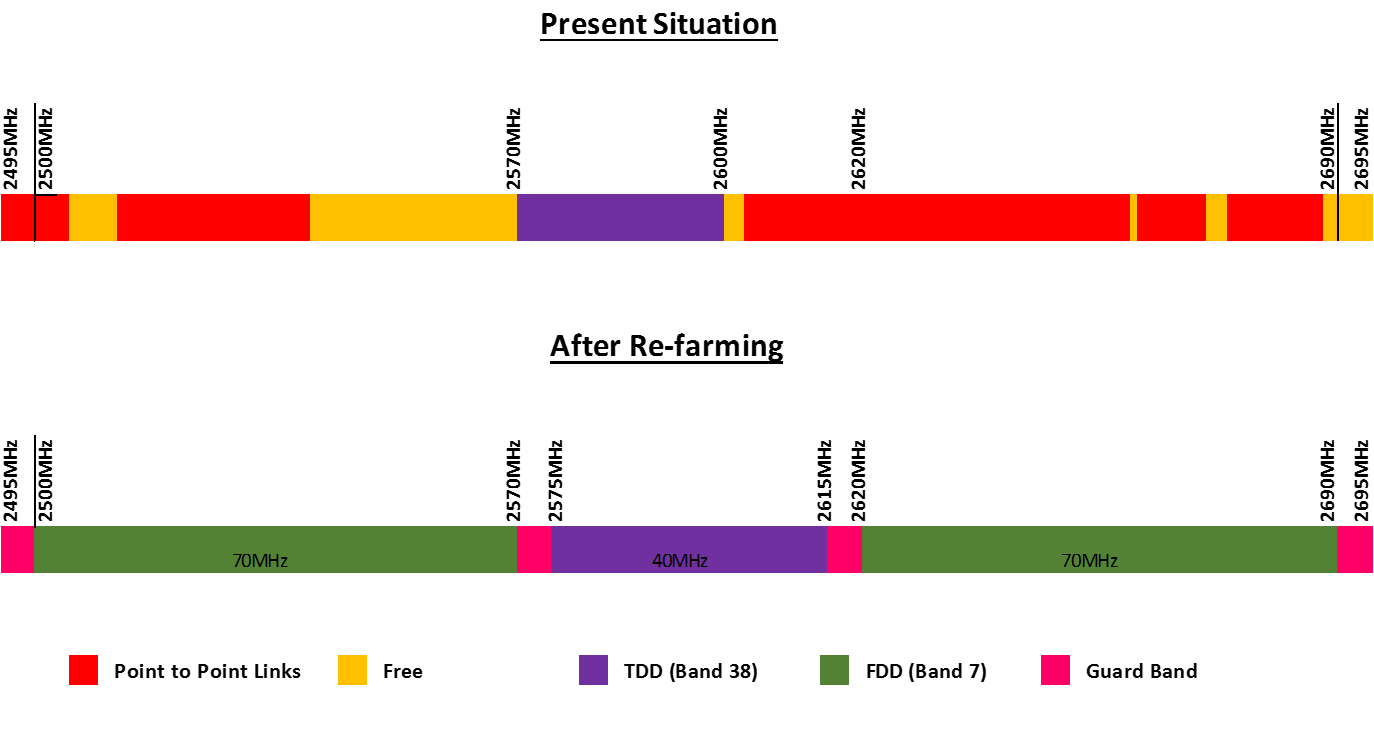 Present Situation
2495MHz
2500MHz
2570MHz
2600MHz
2620MHz
2690MHz
2695MHz
After Re-farming
2495MHz
2500MHz
2570MHz
2575MHz
2615MHz
2620MHz
2690MHz
2695MHz
70MHz
40MHz
70MHz
Point to Point Links
Free
TDD (Band 38)
FDD (Band 7)
Guard Band